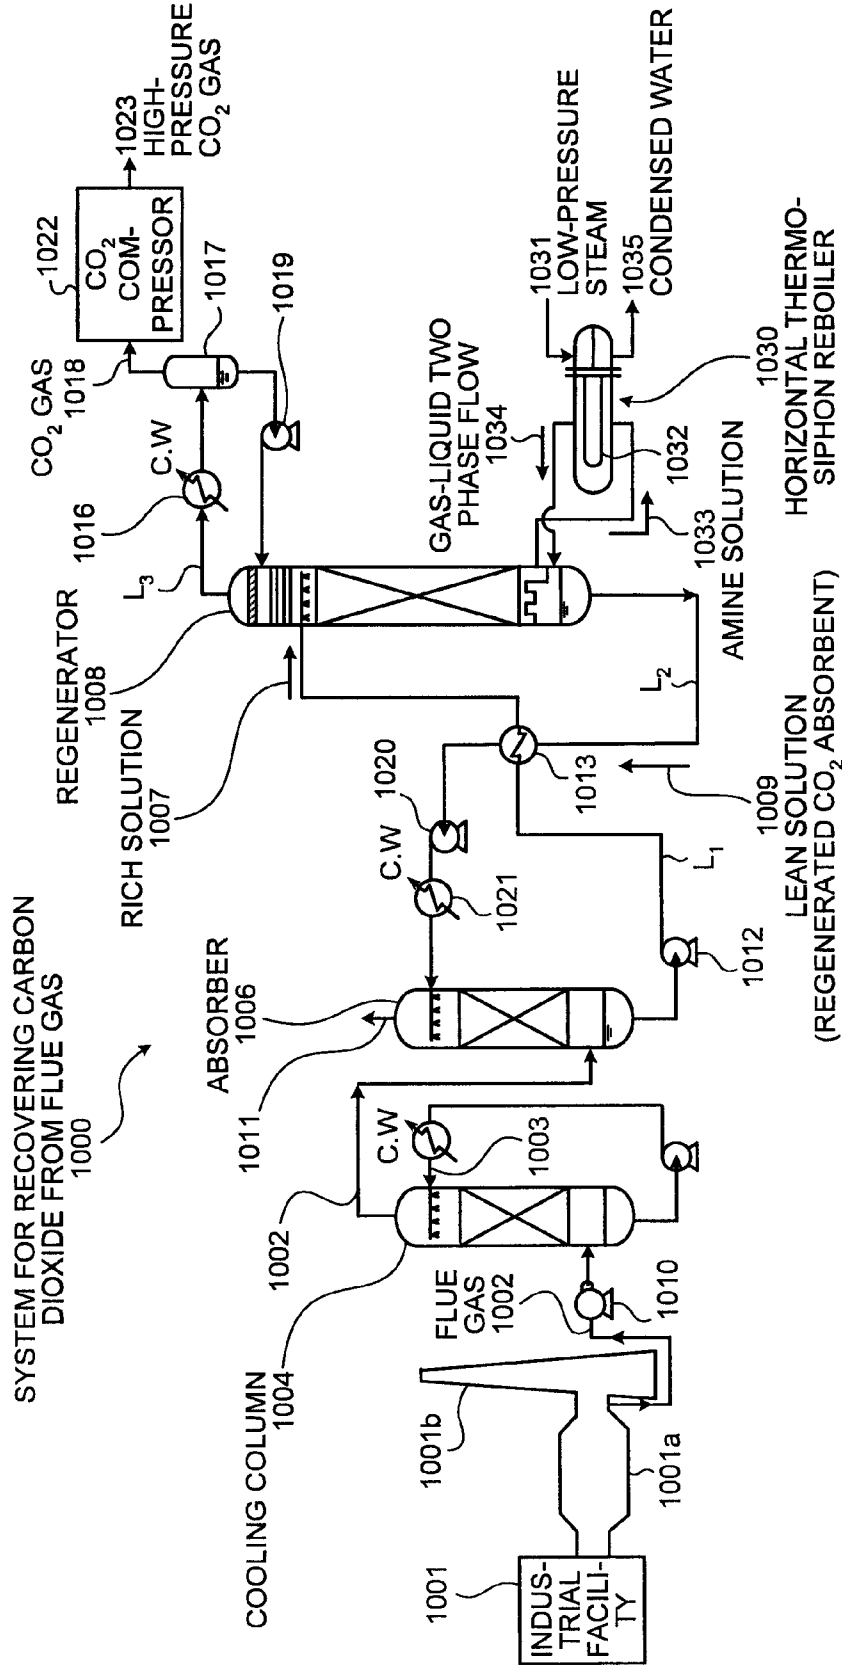 SYSTEM FOR RECOVERING CARBON
DIOXIDE FROM FLUE GAS
1000
INDUS-
TRIAL
FACILI-
TY
1001
1001a
1001b
COOLING COLUMN
1004
FLUE
GAS
1002
1010
1002
1003
C.W
ABSORBER
1006
1011
1012
C.W
1021
1020
1013
L1
LEAN SOLUTION
(REGENERATED CO2 ABSORBENT)
1009
L2
RICH SOLUTION
1007
REGENERATOR
1008
L3
1016
C.W
CO2 GAS
1018
1017
1019
CO2
COM-
PRESSOR
1022
1023
HIGH-
PRESSURE
CO2 GAS
GAS-LIQUID TWO
PHASE FLOW
1034
1031
LOW-PRESSURE
STEAM
1035
CONDENSED WATER
1032
1033
AMINE SOLUTION
1030
HORIZONTAL THERMO-
SIPHON REBOILER